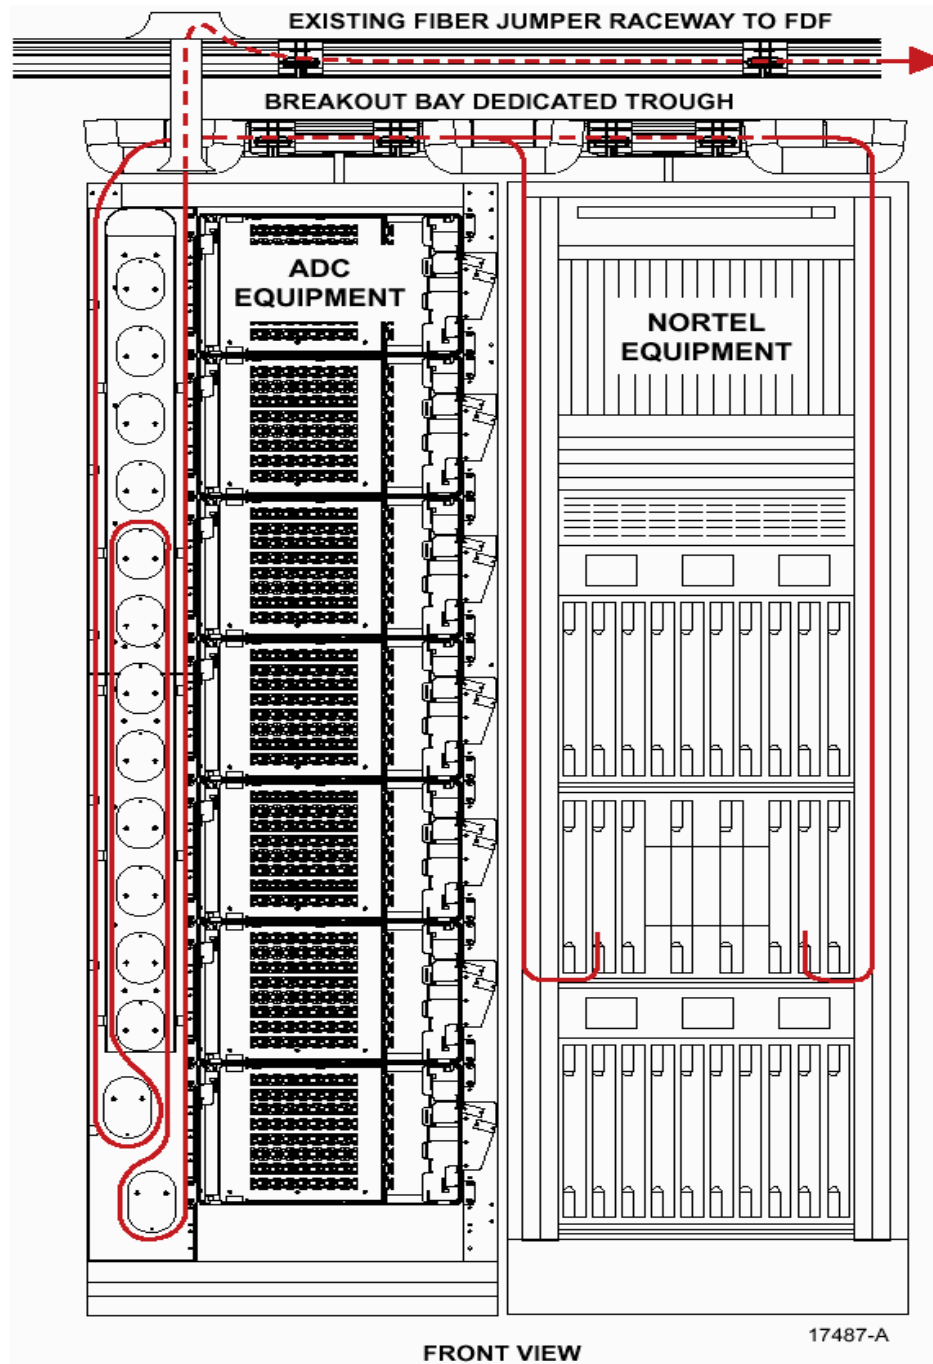 EXISTING FIBER JUMPER RACEWAY TO FDF
BREAKOUT BAY DEDICATED TROUGH
ADC
EQUIPMENT
NORTEL
EQUIPMENT
17487-A
FRONT VIEW